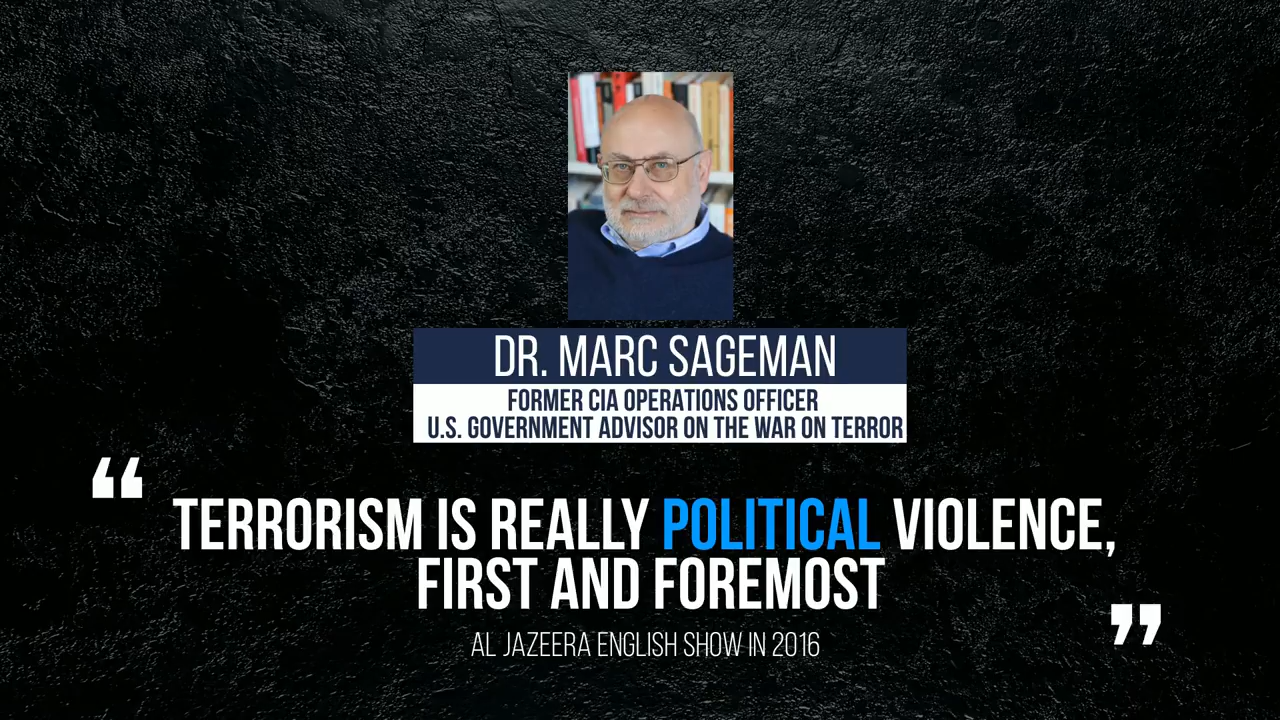 DR. MARC SAGEMAN
FORMER CIA OPERATIONS OFFICER
U.S. GOVERNMENT ADVISOR ON THE WAR ON TERROR
“TERRORISM IS REALLY POLITICAL VIOLENCE,
FIRST AND FOREMOST”
AL JAZEERA ENGLISH SHOW IN 2016